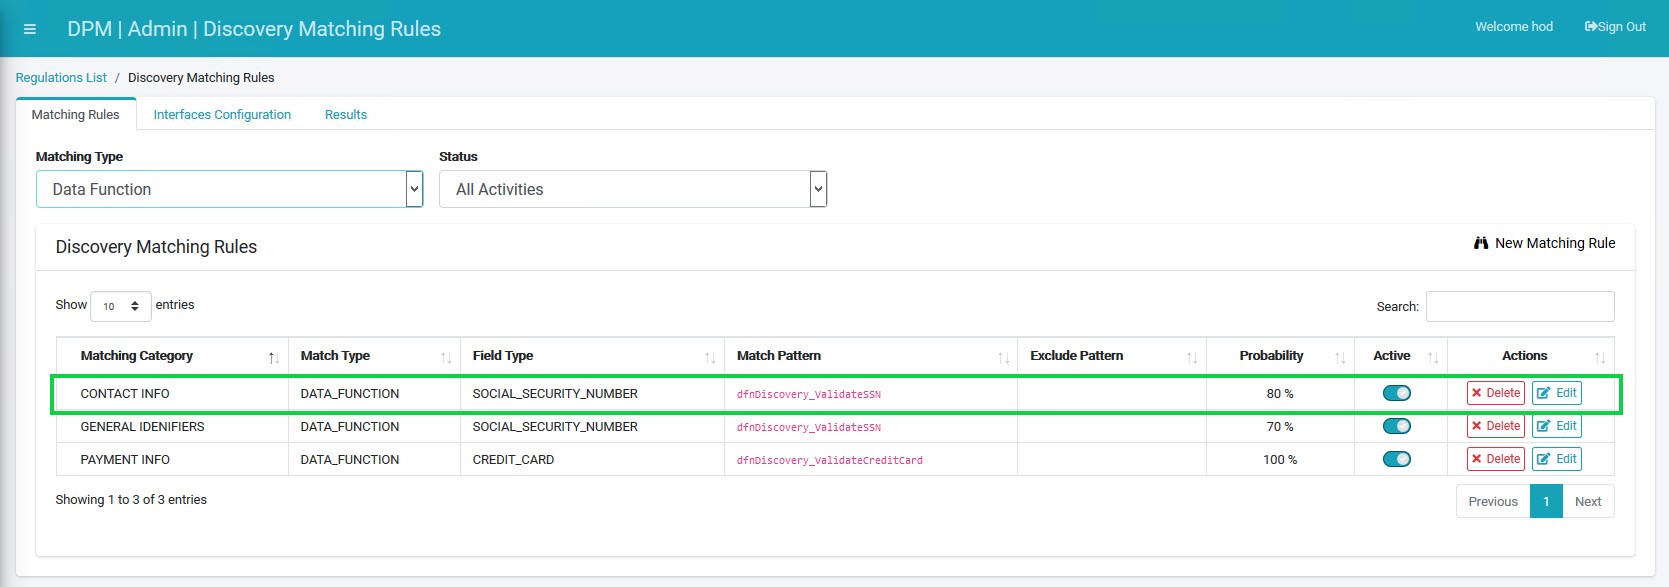 DPM | Admin | Discovery Matching Rules
Welcome hod
Sign Out
Regulations List / Discovery Matching Rules
Matching Rules Interfaces Configuration Results
Matching Type Status
Data Function All Activities
Discovery Matching Rules
New Matching Rule
Show 10 entries
Search:
Matching Category Match Type Field Type Match Pattern Exclude Pattern Probability Active Actions
CONTACT INFO DATA_FUNCTION SOCIAL_SECURITY_NUMBER dfnDiscovery_ValidateSSN 80 % Delete Edit
GENERAL IDENIFIERS DATA_FUNCTION SOCIAL_SECURITY_NUMBER dfnDiscovery_ValidateSSN 70 % Delete Edit
PAYMENT INFO DATA_FUNCTION CREDIT_CARD dfnDiscovery_ValidateCreditCard 100 % Delete Edit
Showing 1 to 3 of 3 entries
Previous 1 Next